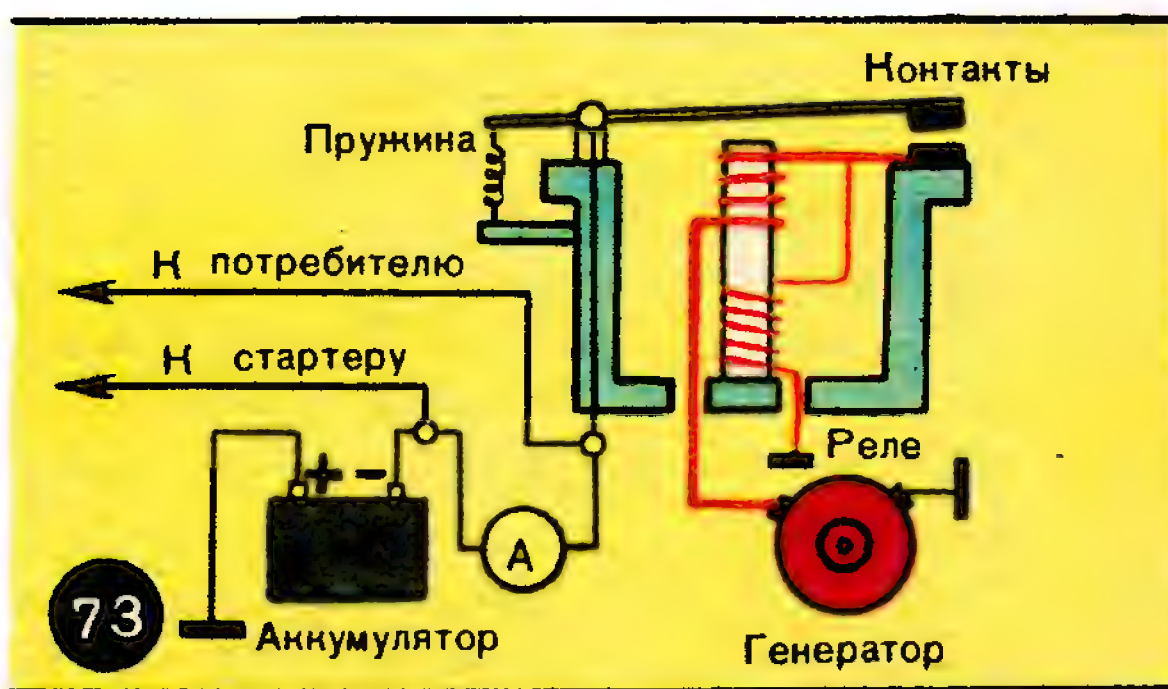 Контакты
Пружина
К потребителю
К стартеру
+ -
Реле
А
73
Аккумулятор
Генератор